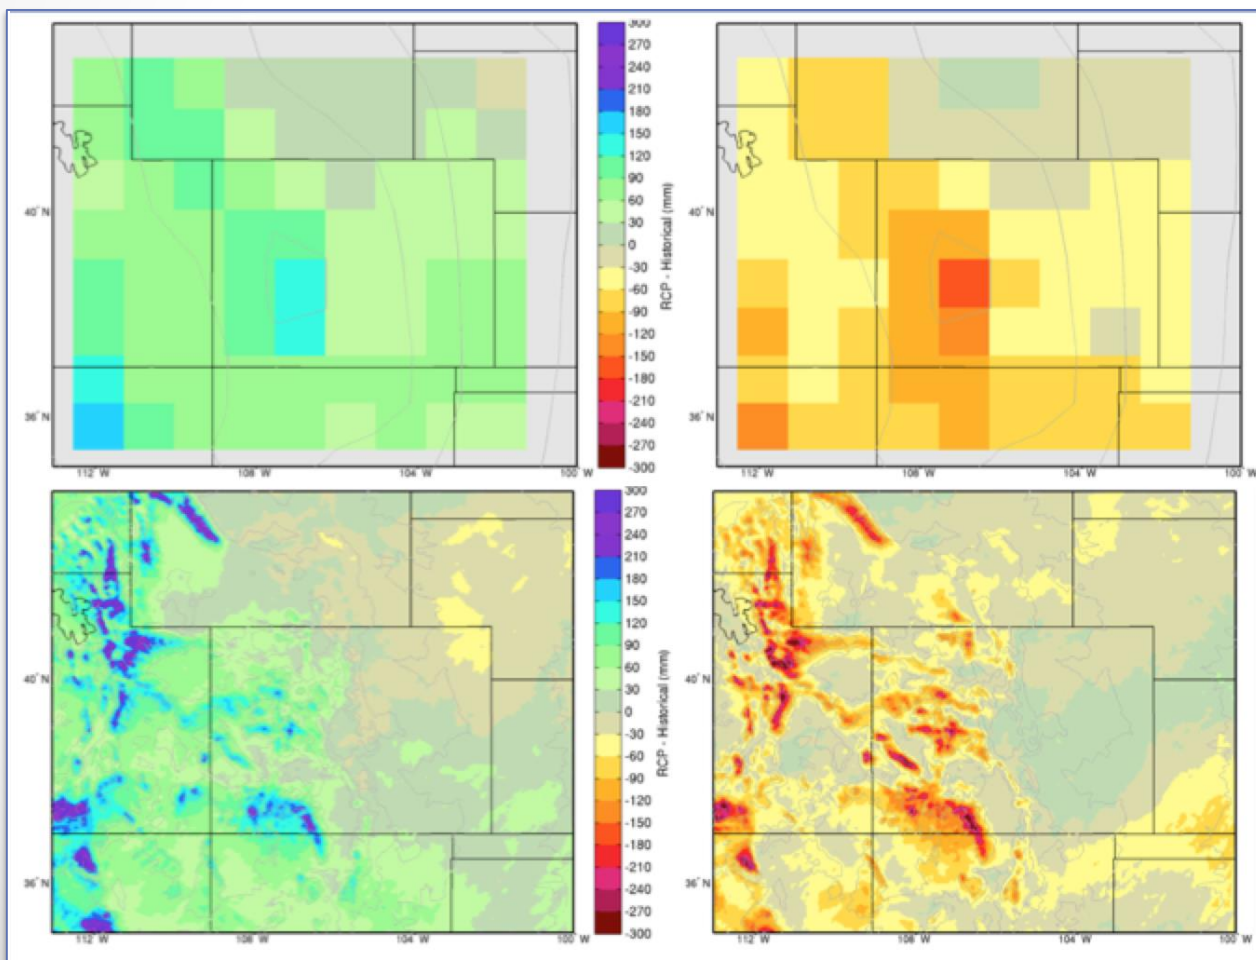 300
270
240
210
180
150
120
90
60
30
0
-30
-60
-90
-120
-150
-180
-210
-240
-270
-300
RCP - Historical (mm)
40° N
36° N
112° W
108° W
104° W
100° W
40° N
36° N
112° W
108° W
104° W
100° W
300
270
240
210
180
150
120
90
60
30
0
-30
-60
-90
-120
-150
-180
-210
-240
-270
-300
RCP - Historical (mm)
40° N
36° N
112° W
108° W
104° W
100° W
40° N
36° N
112° W
108° W
104° W
100° W